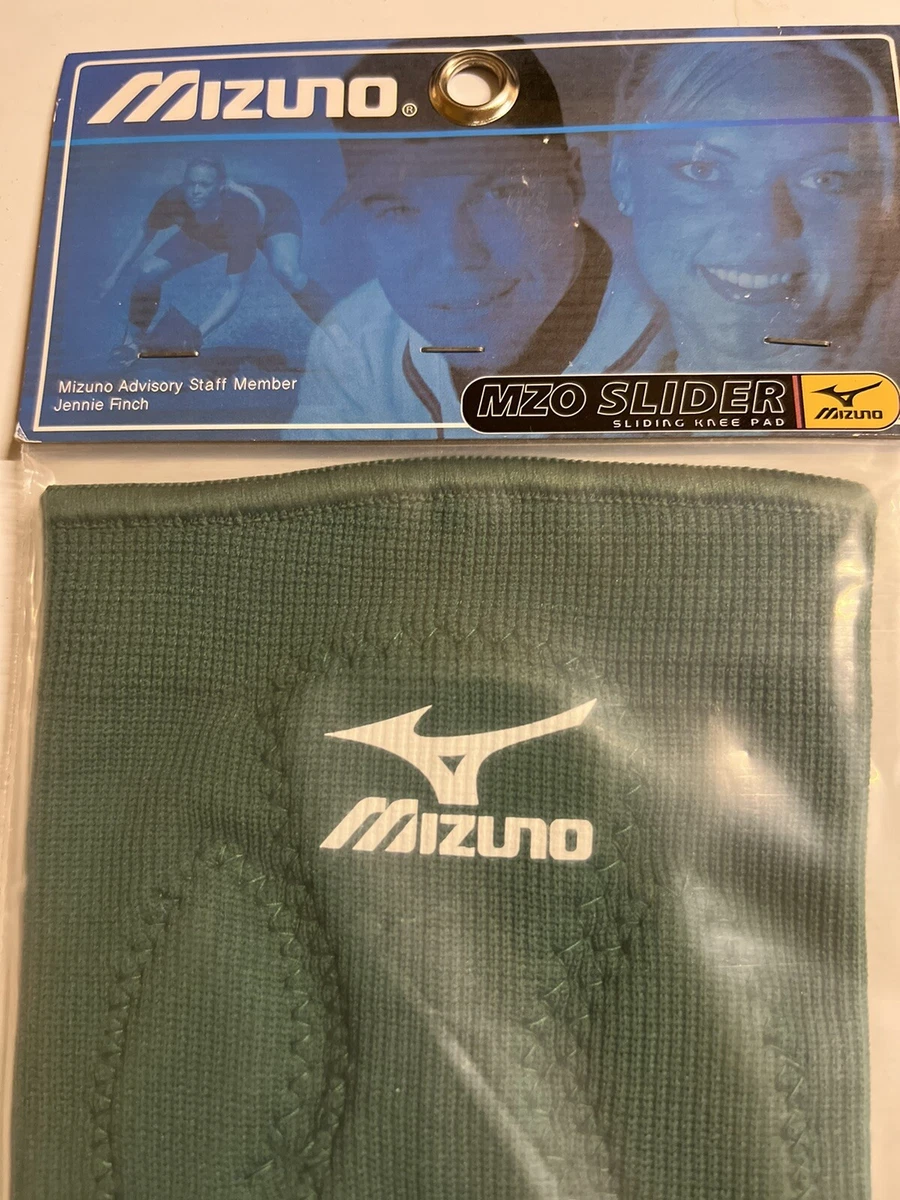 MIZUNO®
Mizuno Advisory Staff Member
Jennie Finch
MZO SLIDER
SLIDING KNEE PAD
MIZUNO
MIZUNO